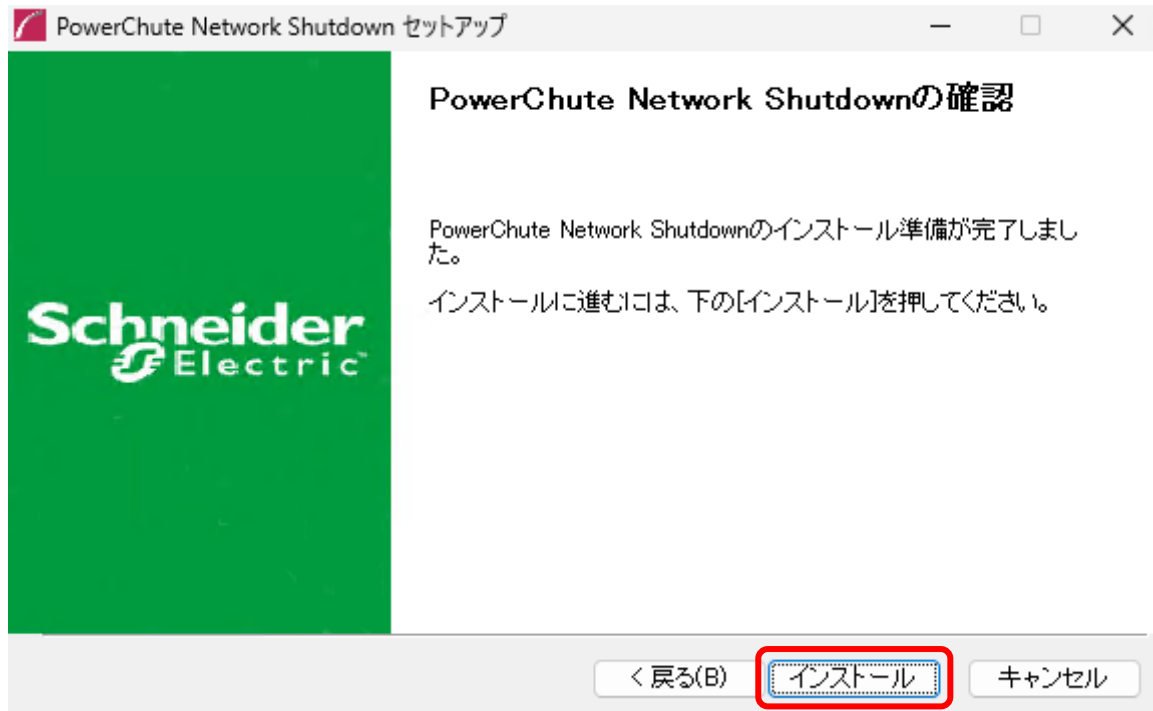 PowerChute Network Shutdown セットアップ
PowerChute Network Shutdownの確認
PowerChute Network Shutdownのインストール準備が完了しまし
た。
インストールに進むには、下の[インストール]を押してください。
Schneider
Electric™
< 戻る(B)
インストール
キャンセル